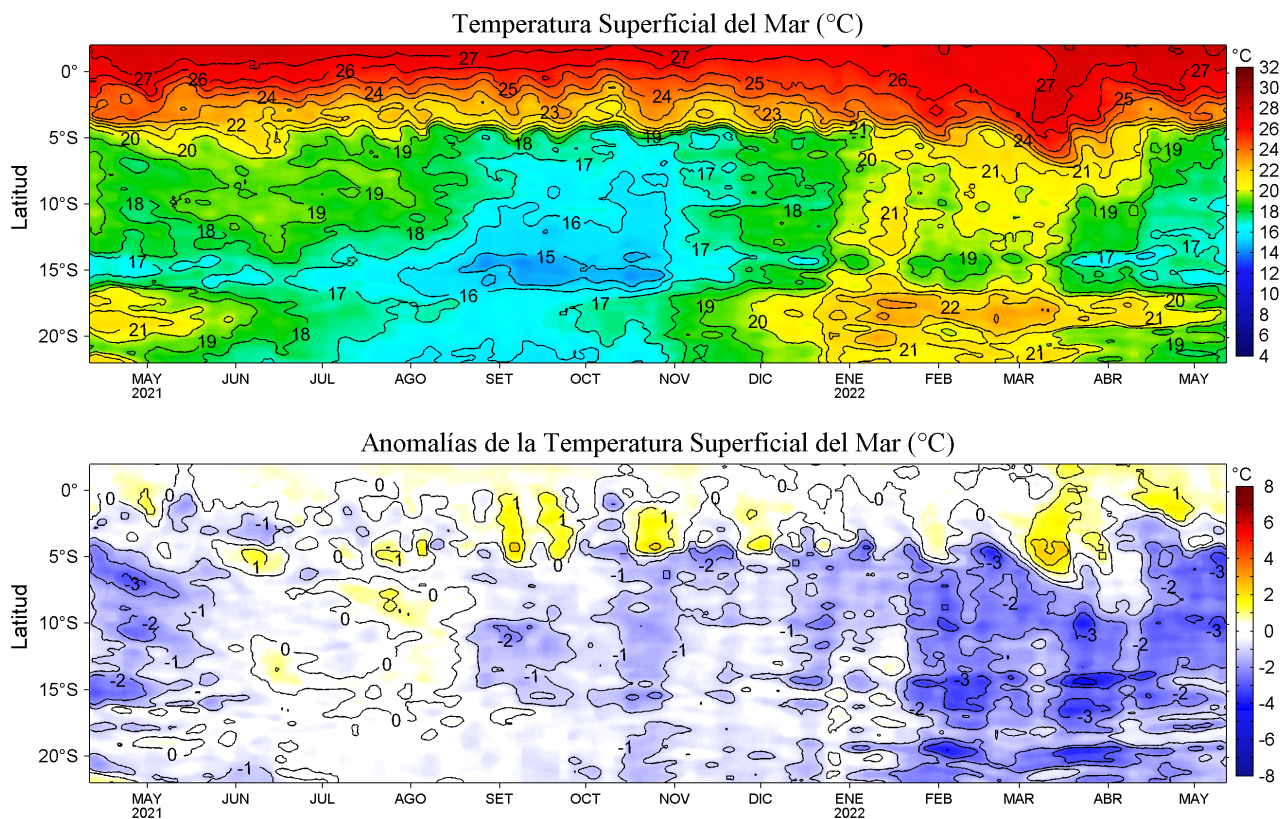 Temperatura Superficial del Mar (°C)
°C
27 27 27
26 26 26 25 26 27 27
24 24 25 24 25 25
22 23 23 24
20 20 19 18 19 21 20 19
19 17 17 21 21
18 19 19 18 21 19
18 18 16 17 19
17 15 17
17 16 17 19 22 20
21 18 20 21
19 21 21 19
0°
5°S
10°S
15°S
20°S
Latitud
32
30
28
26
24
22
20
18
16
14
12
10
8
6
4
MAY JUN JUL AGO SET OCT NOV DIC ENE FEB MAR ABR MAY
2021 2022
Anomalías de la Temperatura Superficial del Mar (°C)
°C
0 0 0 0 0 1
-1 1 1 1 1
1 1 0 -2 -3
-3 -1 -1 -2 -3
-2 0 -2 -1 -1 -3 -3
-1 0 -1 -1 0 -2
-2 -3 -2
0 -2 -3
0 -1
-1
0°
5°S
10°S
15°S
20°S
Latitud
8
6
4
2
0
-2
-4
-6
-8
MAY JUN JUL AGO SET OCT NOV DIC ENE FEB MAR ABR MAY
2021 2022